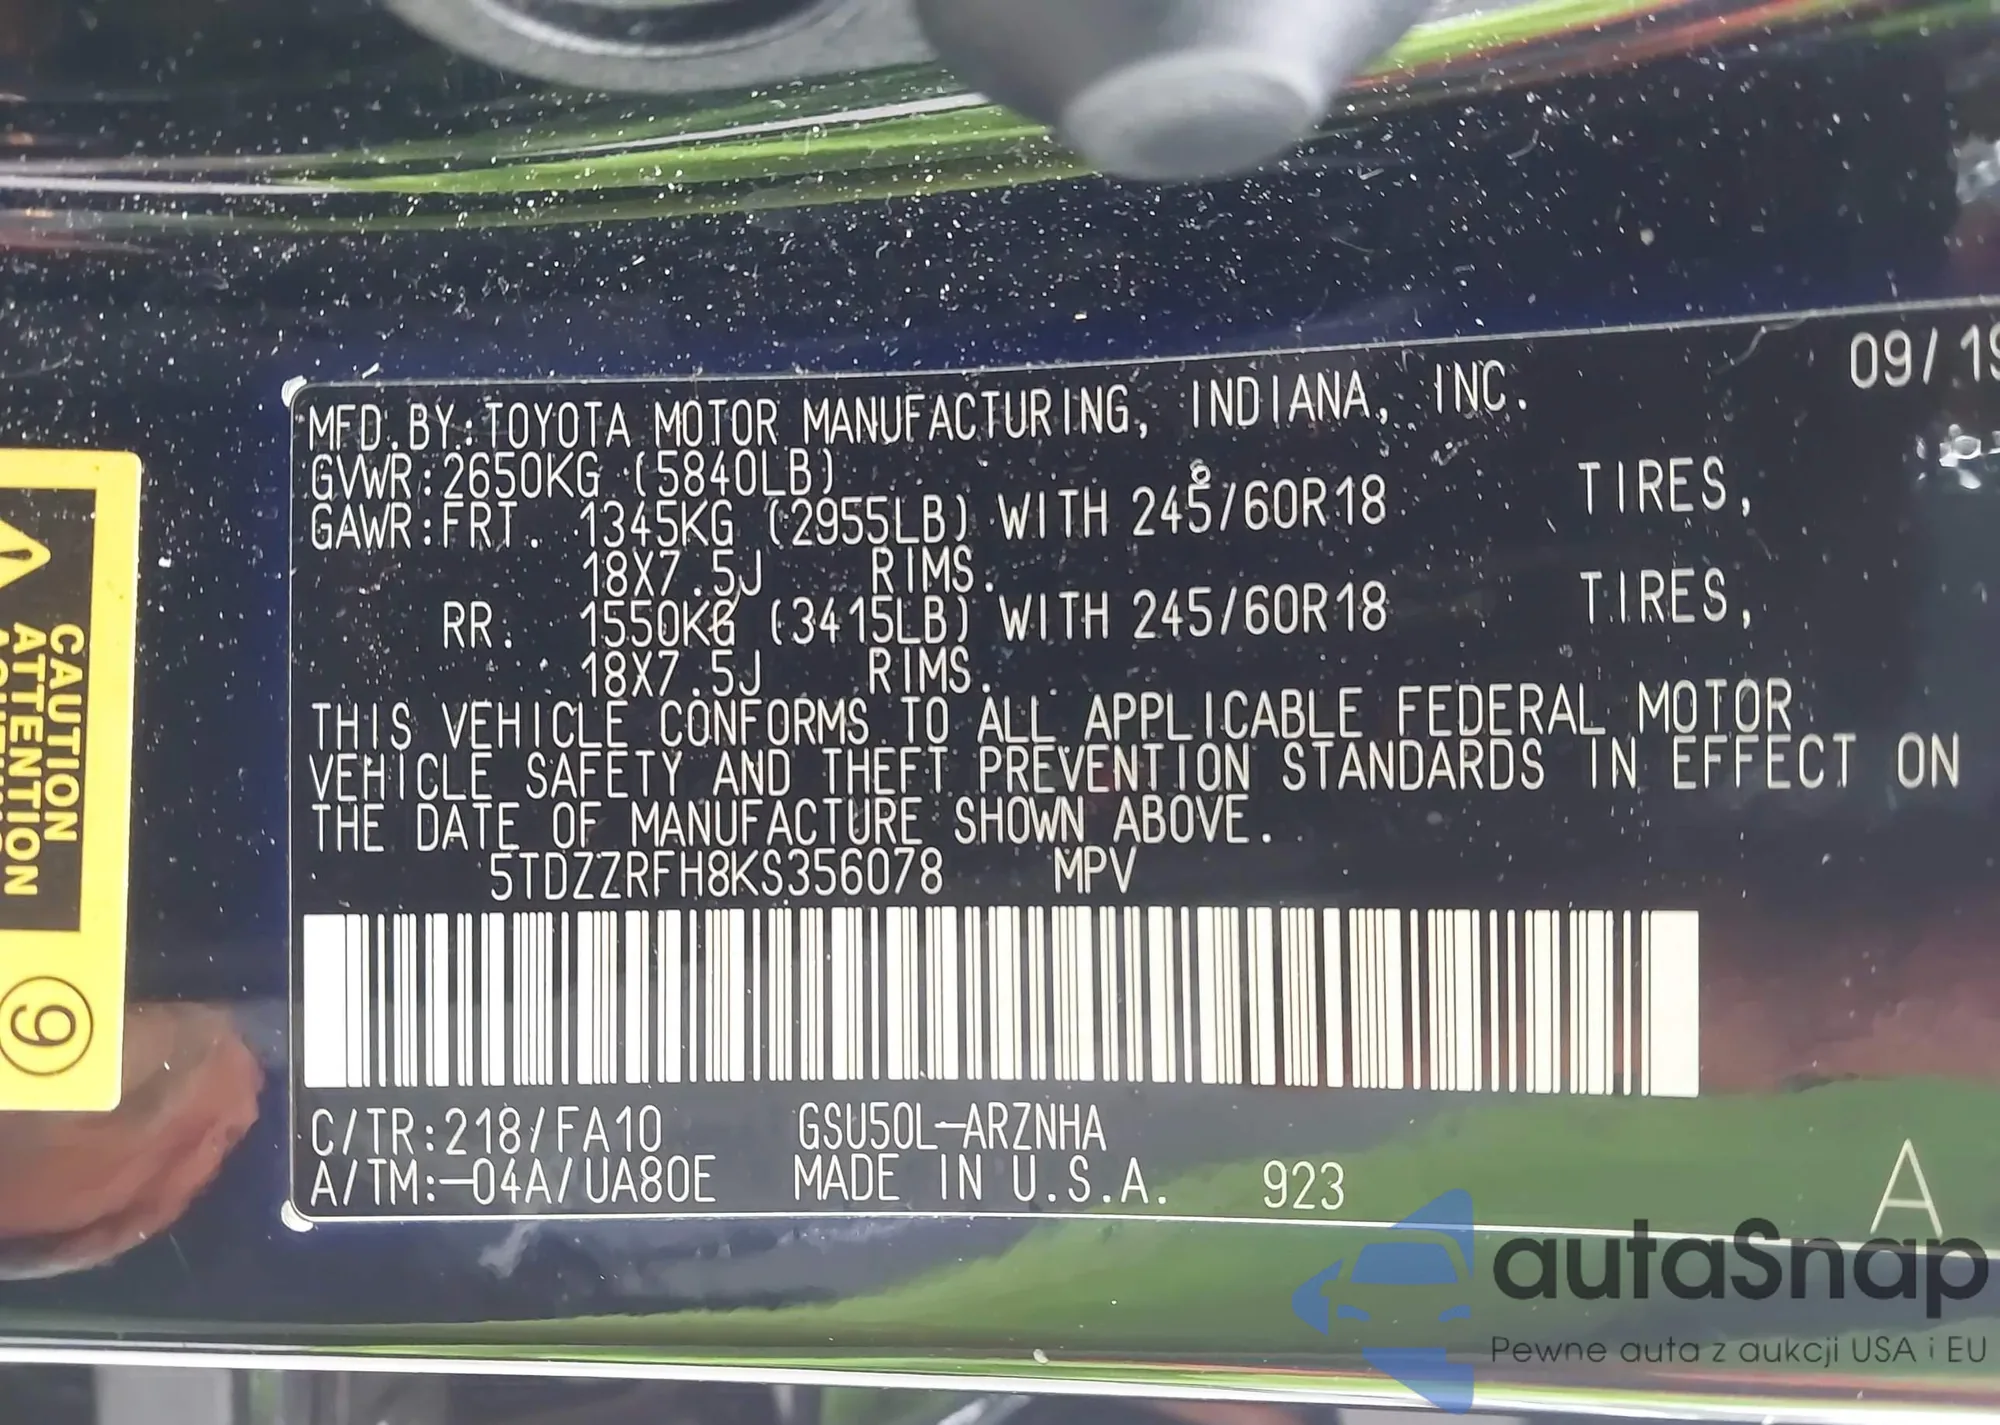 09/19
MFD.BY:TOYOTA MOTOR MANUFACTURING, INDIANA, INC.
GVWR:2650KG (5840LB)
GAWR:FRT. 1345KG (2955LB) WITH 245/60R18 TIRES,
18X7.5J RIMS.
RR. 1550KG (3415LB) WITH 245/60R18 TIRES,
18X7.5J RIMS.
THIS VEHICLE CONFORMS TO ALL APPLICABLE FEDERAL MOTOR
VEHICLE SAFETY AND THEFT PREVENTION STANDARDS IN EFFECT ON
THE DATE OF MANUFACTURE SHOWN ABOVE.
5TDZZRFH8KS356078 MPV
C/TR:218/FA10 GSU50L-ARZNHA
A/TM:-04A/UA80E MADE IN U.S.A. 923
A
CAUTION
ATTENTION
9
autaSnap
Pewne auta z aukcji USA i EU